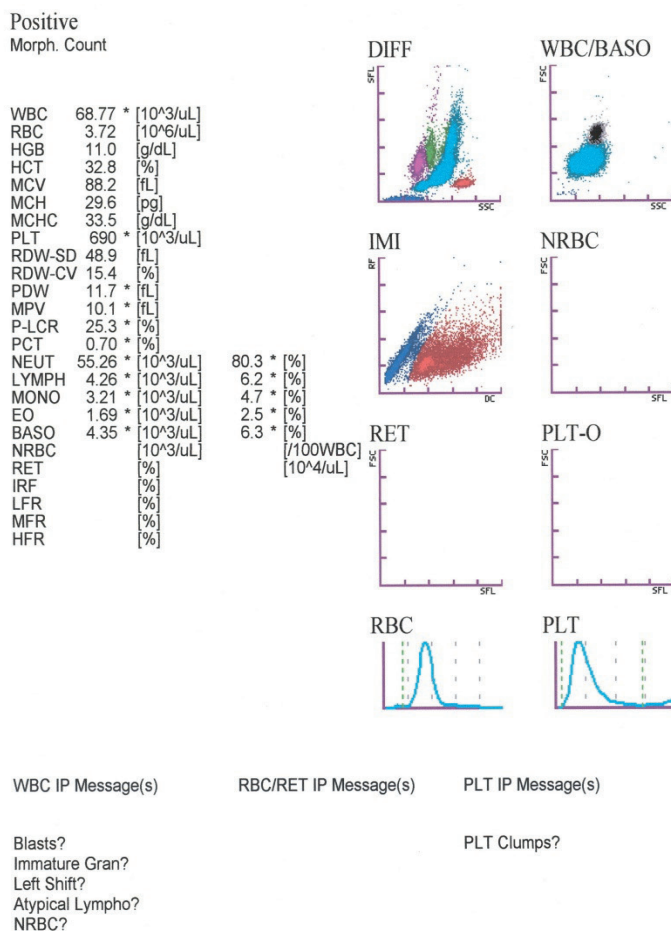 Positive
Morph. Count
DIFF
WBC/BASO
WBC 68.77 * [10^3/uL]
RBC 3.72 [10^6/uL]
HGB 11.0 [g/dL]
HCT 32.8 [%]
MCV 88.2 [fL]
MCH 29.6 [pg]
MCHC 33.5 [g/dL]
PLT 690 * [10^3/uL]
RDW-SD 48.9 [fL]
RDW-CV 15.4 [%]
PDW 11.7 * [fL]
MPV 10.1 * [fL]
P-LCR 25.3 * [%]
PCT 0.70 * [%]
NEUT 55.26 * [10^3/uL] 80.3 * [%]
LYMPH 4.26 * [10^3/uL] 6.2 * [%]
MONO 3.21 * [10^3/uL] 4.7 * [%]
EO 1.69 * [10^3/uL] 2.5 * [%]
BASO 4.35 * [10^3/uL] 6.3 * [%]
NRBC [10^3/uL] [/100WBC]
RET [%] [10^4/uL]
IRF [%]
LFR [%]
MFR [%]
HFR [%]
SFL
SSC
FSC
SSC
IMI
NRBC
RF
DC
FSC
SFL
RET
PLT-O
FSC
SFL
FSC
SFL
RBC
PLT
WBC IP Message(s)
RBC/RET IP Message(s)
PLT IP Message(s)
Blasts?
Immature Gran?
Left Shift?
Atypical Lympho?
NRBC?
PLT Clumps?